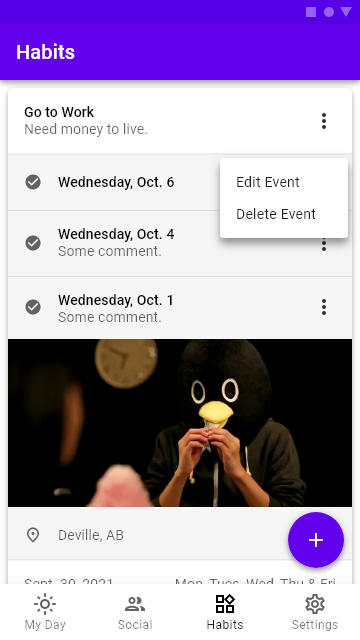 Habits
Go to Work
Need money to live.
Wednesday, Oct. 6
Edit Event
Delete Event
Wednesday, Oct. 4
Some comment.
Wednesday, Oct. 1
Some comment.
Deville, AB
Sept. 30, 2021
Mon, Tues, Wed, Thu & Fri
My Day
Social
Habits
Settings